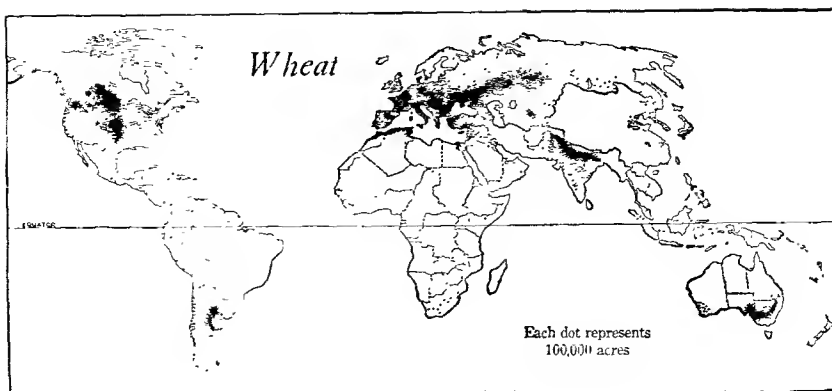 Wheat
EQUATOR
Each dot represents
100,000 acres